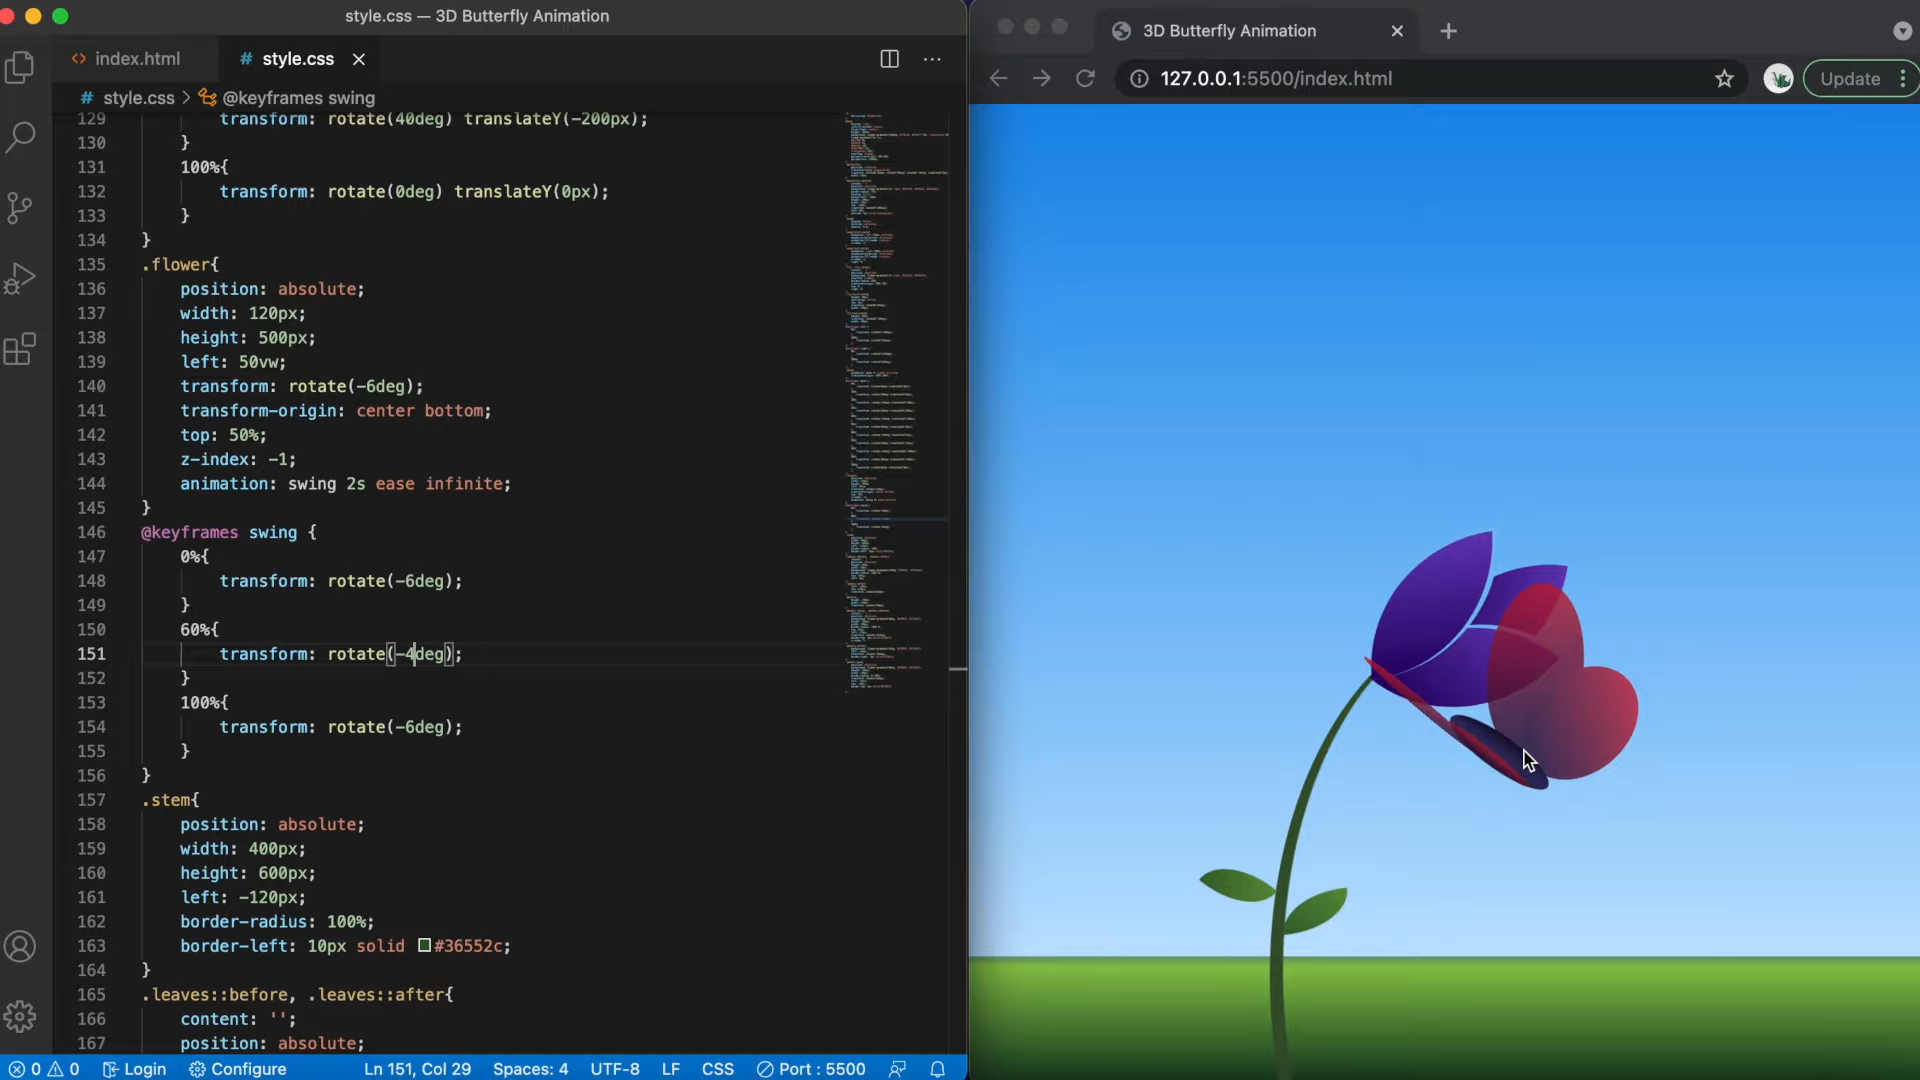 style.css — 3D Butterfly Animation
index.html
# style.css
# style.css > @keyframes swing
129 transform: rotate(40deg) translateY(-200px);
130 }
131 100%{
132 transform: rotate(0deg) translateY(0px);
133 }
134 }
135 .flower{
136 position: absolute;
137 width: 120px;
138 height: 500px;
139 left: 50vw;
140 transform: rotate(-6deg);
141 transform-origin: center bottom;
142 top: 50%;
143 z-index: -1;
144 animation: swing 2s ease infinite;
145 }
146 @keyframes swing {
147 0%{
148 transform: rotate(-6deg);
149 }
150 60%{
151 transform: rotate(-4deg);
152 }
153 100%{
154 transform: rotate(-6deg);
155 }
156 }
157 .stem{
158 position: absolute;
159 width: 400px;
160 height: 600px;
161 left: -120px;
162 border-radius: 100%;
163 border-left: 10px solid #36552c;
164 }
165 .leaves::before, .leaves::after{
166 content: '';
167 position: absolute;
0 0 Login Configure Ln 151, Col 29 Spaces: 4 UTF-8 LF CSS Port : 5500
3D Butterfly Animation
127.0.0.1:5500/index.html
Update